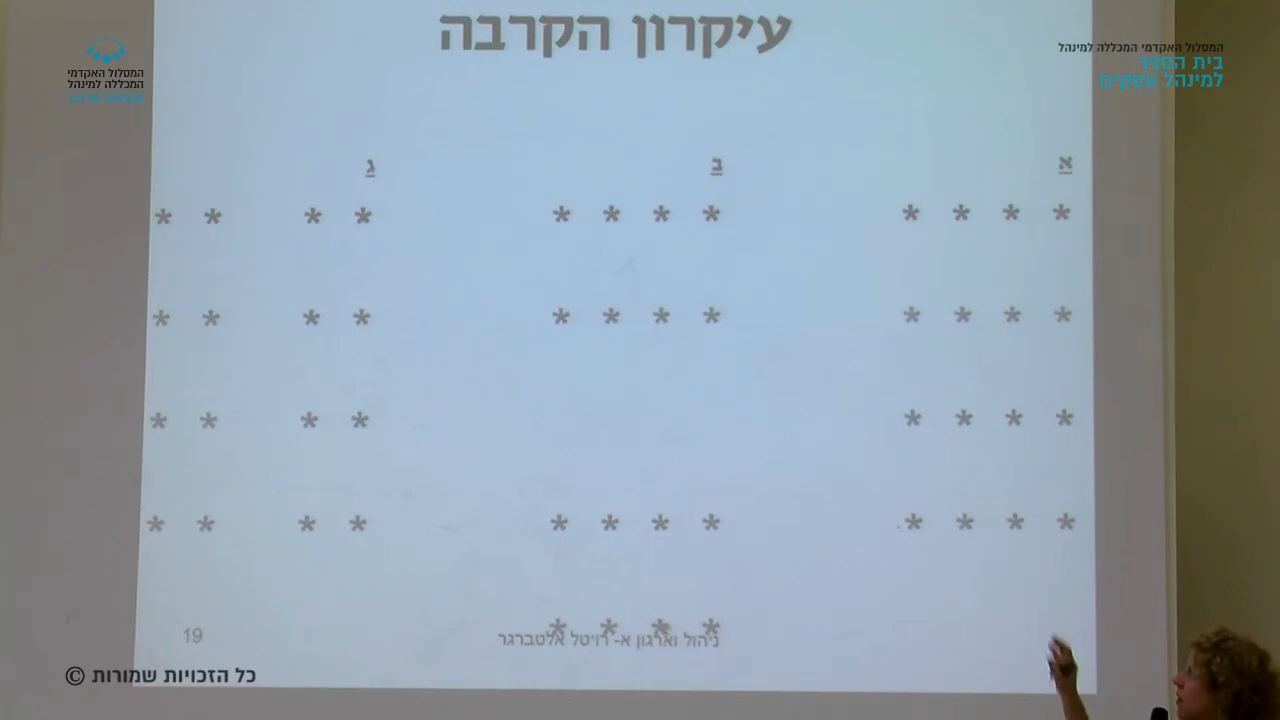 עיקרון הקרבה
המסלול האקדמי המכללה למינהל
בית הספר
למינהל עסקים
המסלול האקדמי
המכללה למינהל
א ב ג
* * * * * * * * * * * *
* * * * * * * * * * * *
* * * * * * * *
* * * * * * * * * * * *
* * * *
ניהול וארגון א- רויטל אלטברגר
19
כל הזכויות שמורות ©